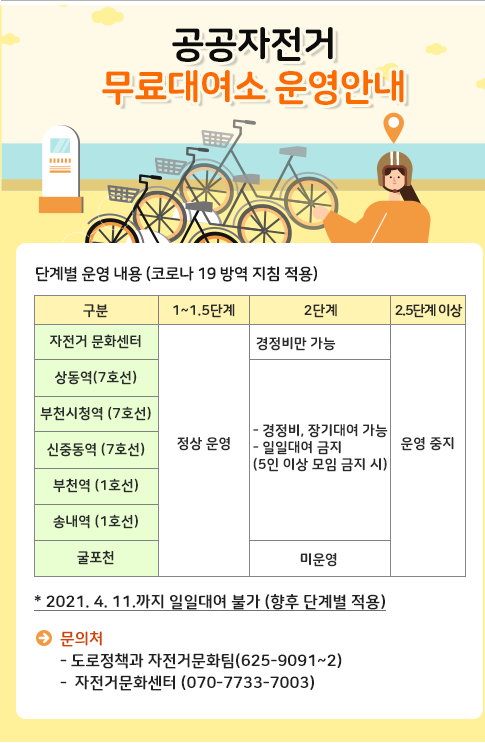 공공자전거
무료대여소 운영안내
단계별 운영 내용 (코로나 19 방역 지침 적용)
구분 1~1.5단계 2단계 2.5단계 이상
자전거 문화센터 경정비만 가능
상동역(7호선)
부천시청역 (7호선)
신중동역 (7호선)
부천역 (1호선)
송내역 (1호선)
정상 운영
- 경정비, 장기대여 가능
- 일일대여 금지
(5인 이상 모임 금지 시)
운영 중지
굴포천 미운영
* 2021. 4. 11.까지 일일대여 불가 (향후 단계별 적용)
문의처
- 도로정책과 자전거문화팀(625-9091~2)
- 자전거문화센터 (070-7733-7003)